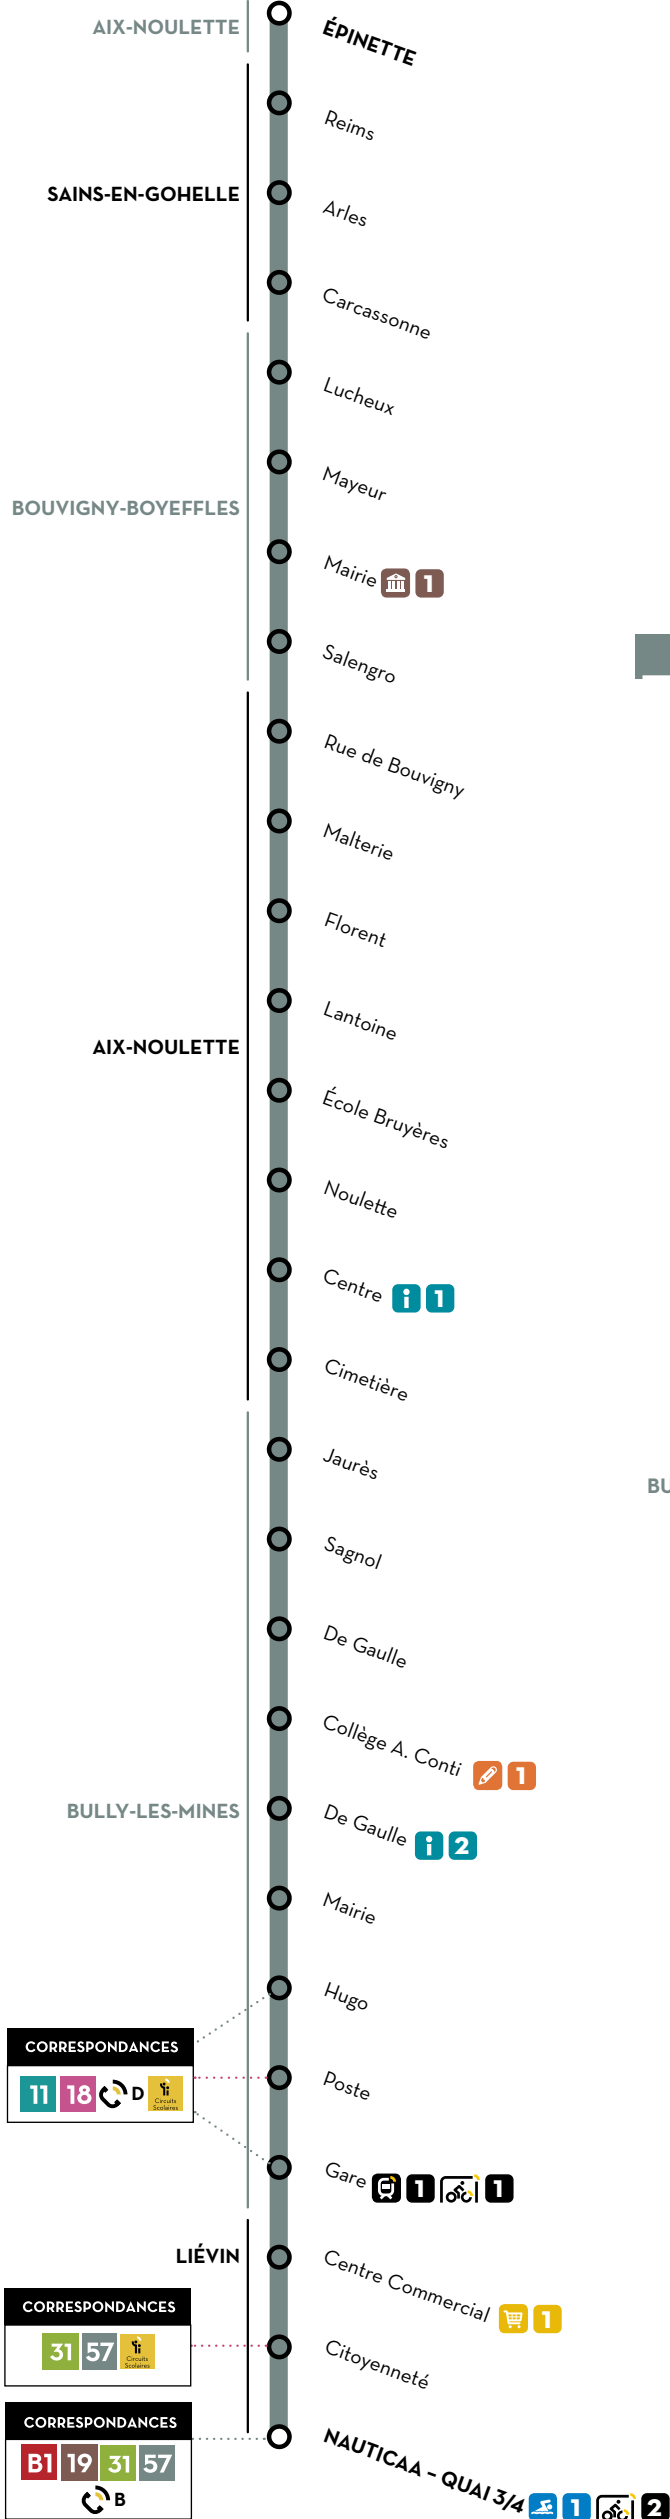 AIX-NOULETTE
ÉPINETTE
Reims
SAINS-EN-GOHELLE
Arles
Carcassonne
Lucheux
Mayeur
BOUVIGNY-BOYEFFLES
Mairie 1
Salengro
Rue de Bouvigny
Malterie
Florent
Lantoine
AIX-NOULETTE
École Bruyères
Noulette
Centre i 1
Cimetière
Jaurès
BU
Sagnol
De Gaulle
Collège A. Conti 1
BULLY-LES-MINES
De Gaulle i 2
Mairie
Hugo
CORRESPONDANCES
11 18 D Circuits Scolaires
Poste
Gare 1 1
LIÉVIN
Centre Commercial 1
CORRESPONDANCES
31 57 Circuits Scolaires
Citoyenneté
CORRESPONDANCES
B1 19 31 57
B
NAUTICAA – QUAI 3/4 1 2